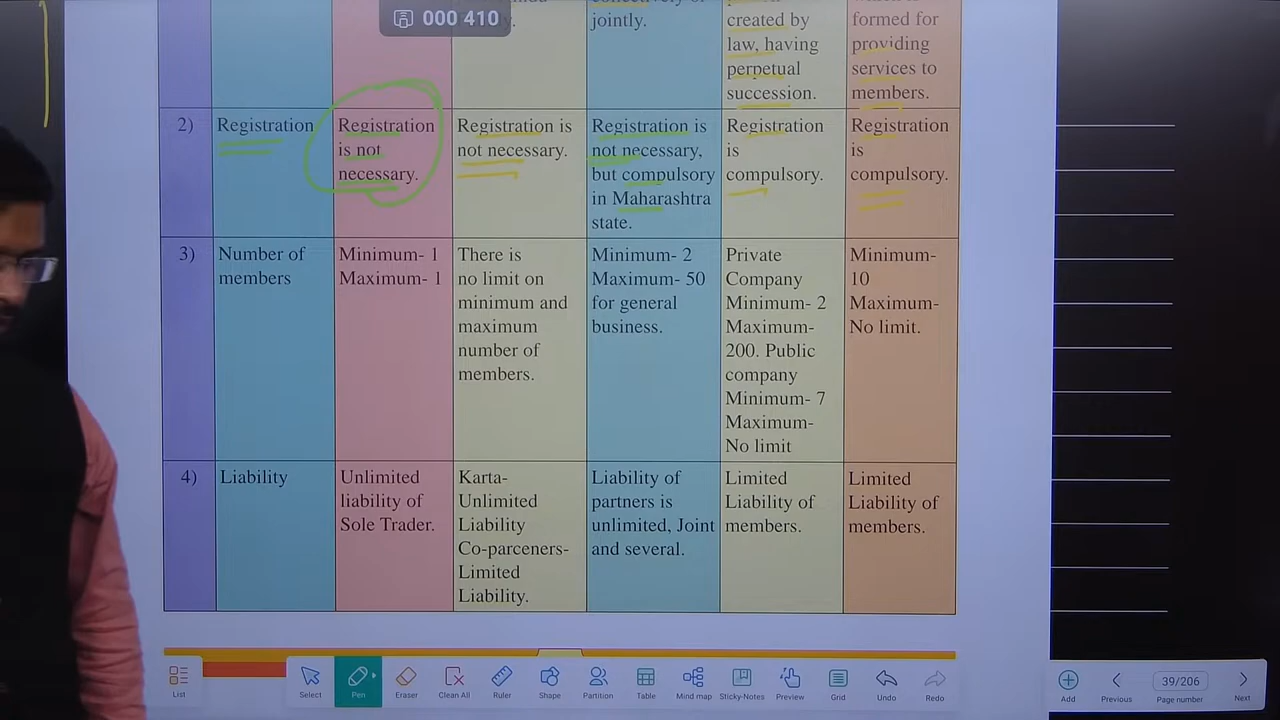 000 410
collectively or
jointly.
created by
law, having
perpetual
succession.
formed for
providing
services to
members.
2)
Registration
Registration
is not
necessary.
Registration is
not necessary.
Registration is
not necessary,
but compulsory
in Maharashtra
state.
Registration
is
compulsory.
Registration
is
compulsory.
3)
Number of
members
Minimum- 1
Maximum- 1
There is
no limit on
minimum and
maximum
number of
members.
Minimum- 2
Maximum- 50
for general
business.
Private
Company
Minimum- 2
Maximum-
200. Public
company
Minimum- 7
Maximum-
No limit
Minimum-
10
Maximum-
No limit.
4)
Liability
Unlimited
liability of
Sole Trader.
Karta-
Unlimited
Liability
Co-parceners-
Limited
Liability.
Liability of
partners is
unlimited, Joint
and several.
Limited
Liability of
members.
Limited
Liability of
members.
List
Select
Pen
Eraser
Clean All
Ruler
Shape
Partition
Table
Mind map
Sticky-Notes
Preview
Grid
Undo
Redo
Add
Previous
39/206
Page number
Next